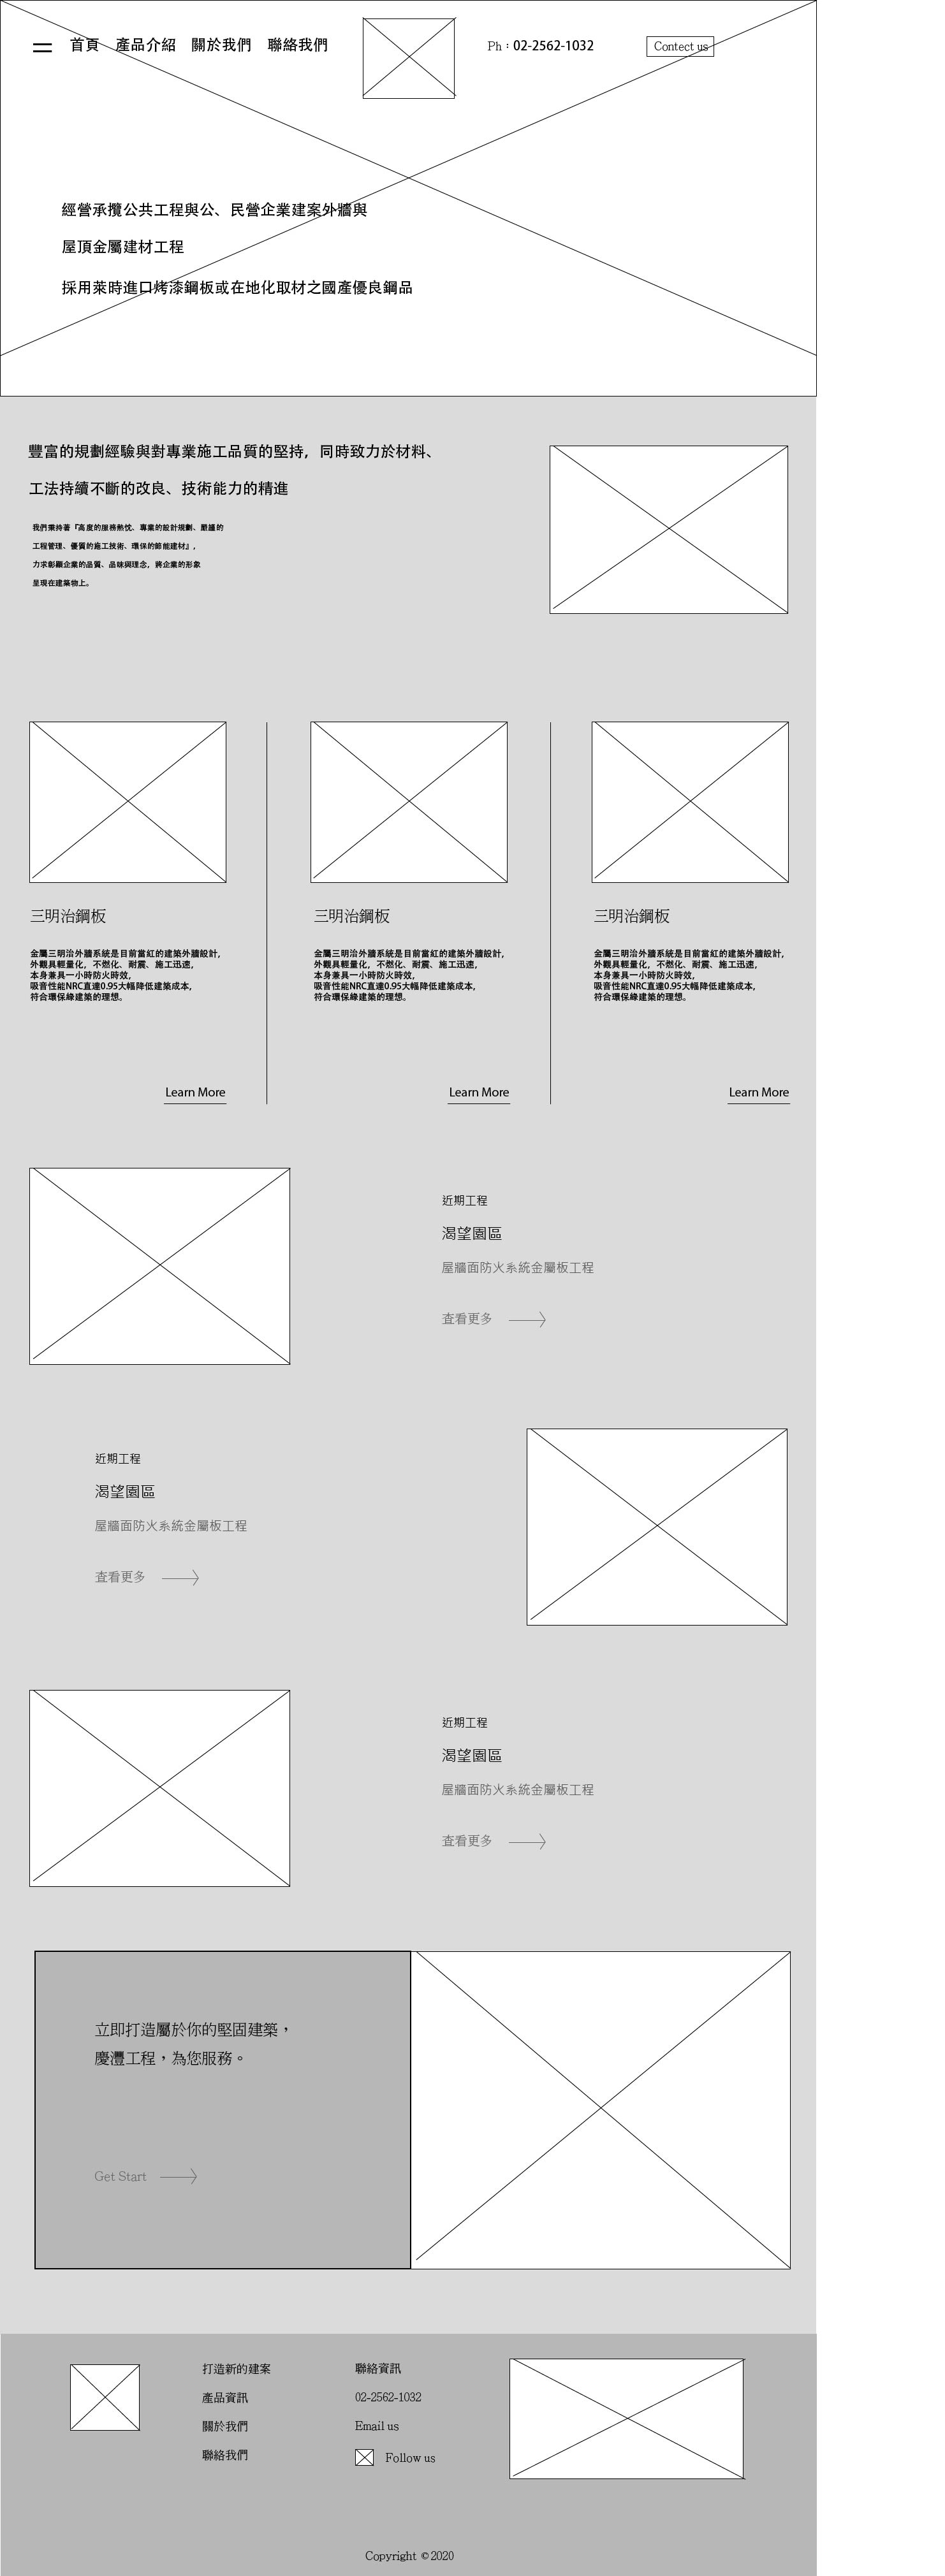 首頁 產品介紹 關於我們 聯絡我們
Ph：02-2562-1032
Contect us
經營承攬公共工程與公、民營企業建案外牆與
屋頂金屬建材工程
採用萊時進口烤漆鋼板或在地化取材之國產優良鋼品
豐富的規劃經驗與對專業施工品質的堅持，同時致力於材料、
工法持續不斷的改良、技術能力的精進
我們秉持著『高度的服務熱忱、專業的設計規劃、嚴謹的
工程管理、優質的施工技術、環保的節能建材』，
力求彰顯企業的品質、品味與理念，將企業的形象
呈現在建築物上。
三明治鋼板
金屬三明治外牆系統是目前當紅的建築外牆設計，
外觀具輕量化，不燃化、耐震、施工迅速，
本身兼具一小時防火時效，
吸音性能NRC直達0.95大幅降低建築成本，
符合環保綠建築的理想。
Learn More
三明治鋼板
金屬三明治外牆系統是目前當紅的建築外牆設計，
外觀具輕量化，不燃化、耐震、施工迅速，
本身兼具一小時防火時效，
吸音性能NRC直達0.95大幅降低建築成本，
符合環保綠建築的理想。
Learn More
三明治鋼板
金屬三明治外牆系統是目前當紅的建築外牆設計，
外觀具輕量化，不燃化、耐震、施工迅速，
本身兼具一小時防火時效，
吸音性能NRC直達0.95大幅降低建築成本，
符合環保綠建築的理想。
Learn More
近期工程
渴望園區
屋牆面防火系統金屬板工程
查看更多
近期工程
渴望園區
屋牆面防火系統金屬板工程
查看更多
近期工程
渴望園區
屋牆面防火系統金屬板工程
查看更多
立即打造屬於你的堅固建築，
慶灃工程，為您服務。
Get Start
打造新的建案
產品資訊
關於我們
聯絡我們
聯絡資訊
02-2562-1032
Email us
Follow us
Copyright ©2020